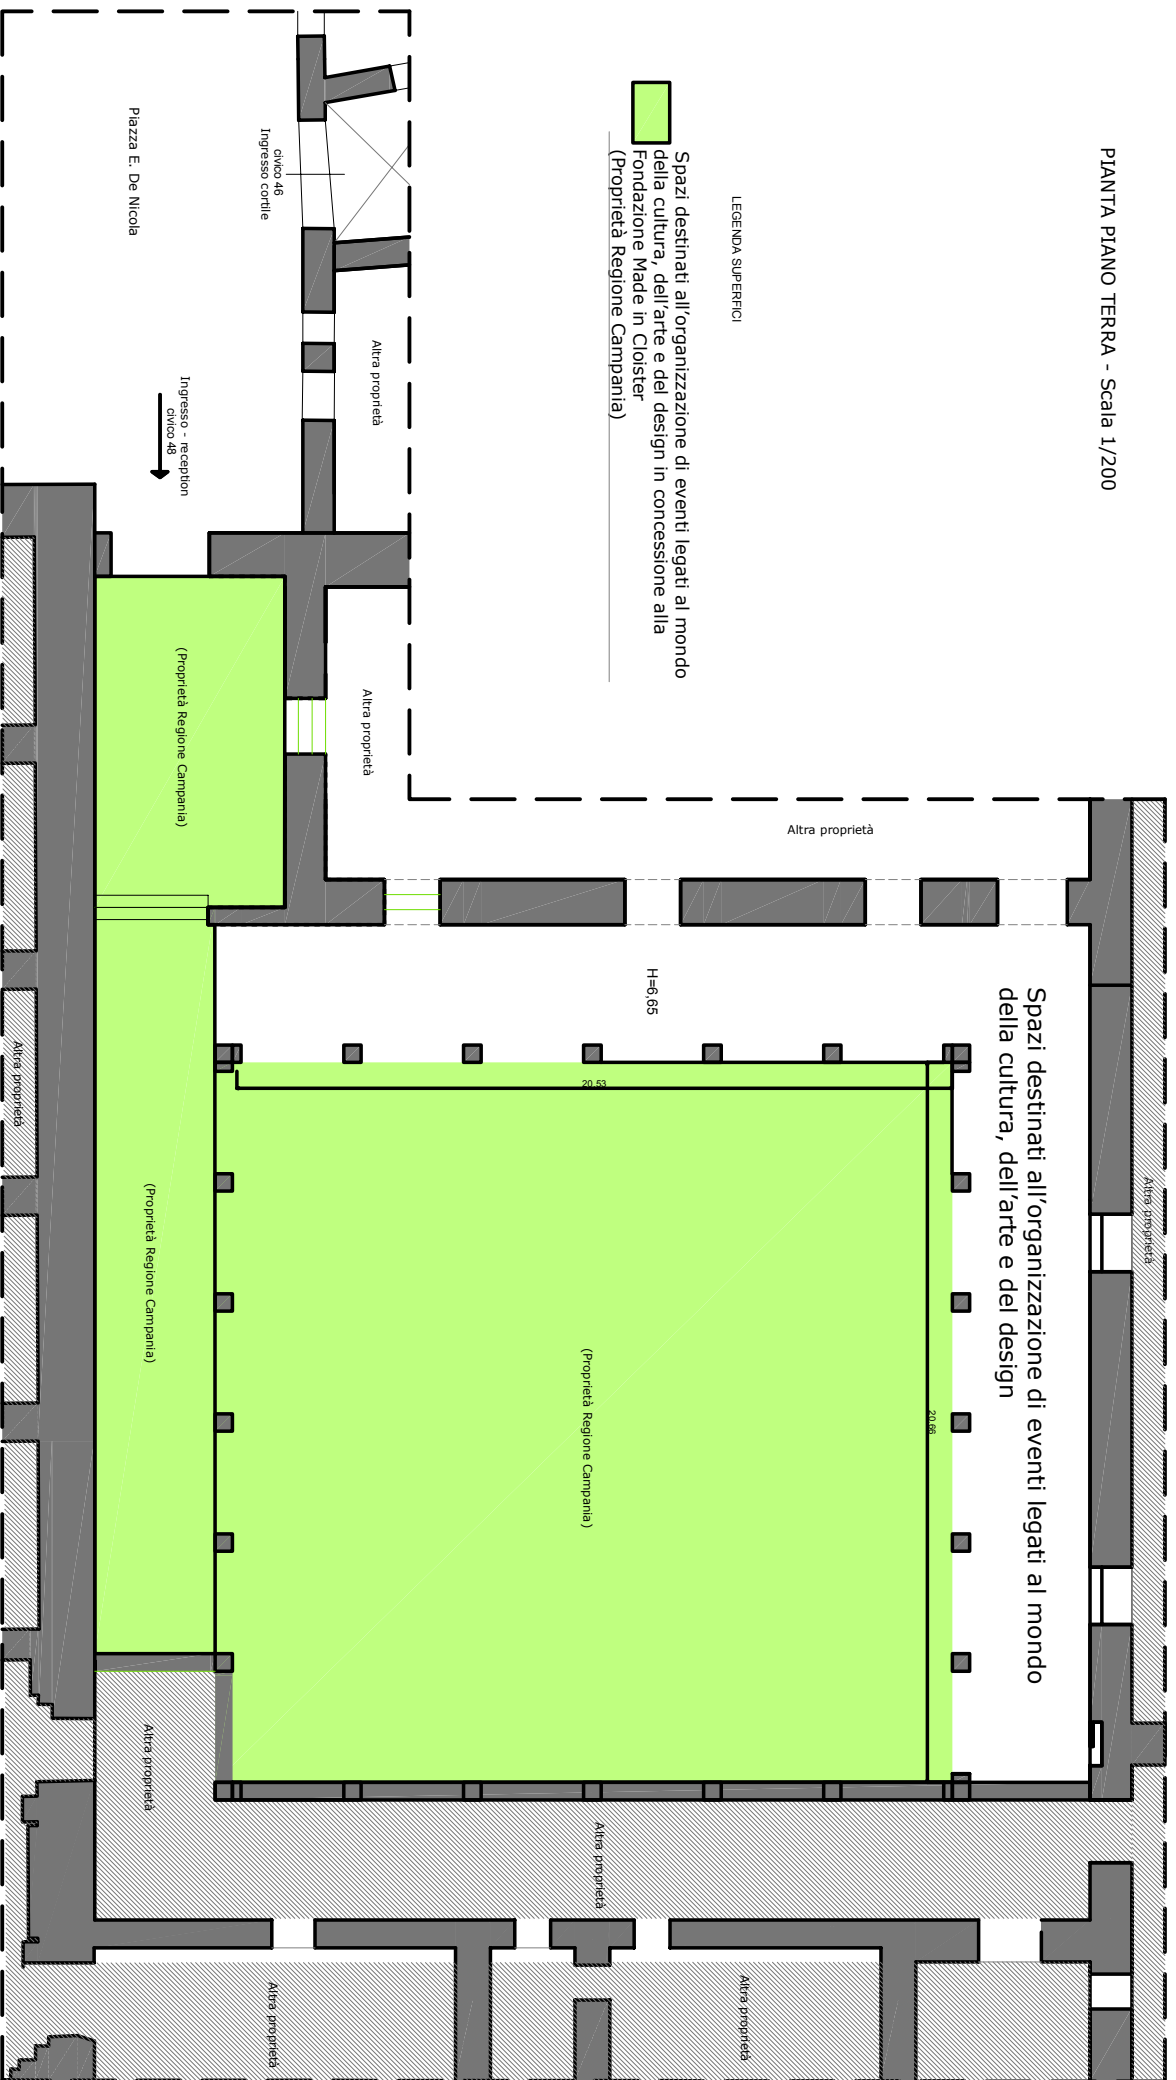 PIANTA PIANO TERRA - Scala 1/200
LEGENDA SUPERFICI
Spazi destinati all'organizzazione di eventi legati al mondo
della cultura, dell'arte e del design in concessione alla
Fondazione Made in Cloister
(Proprietà Regione Campania)
Piazza E. De Nicola
civico 46
Ingresso cortile
Altra proprietà
Ingresso - reception
civico 48
Altra proprietà
(Proprietà Regione Campania)
Altra proprietà
H=6,65
Spazi destinati all'organizzazione di eventi legati al mondo
della cultura, dell'arte e del design
20.53
20.66
Altra proprietà
Altra proprietà
(Proprietà Regione Campania)
(Proprietà Regione Campania)
Altra proprietà
Altra proprietà
Altra proprietà
Altra proprietà